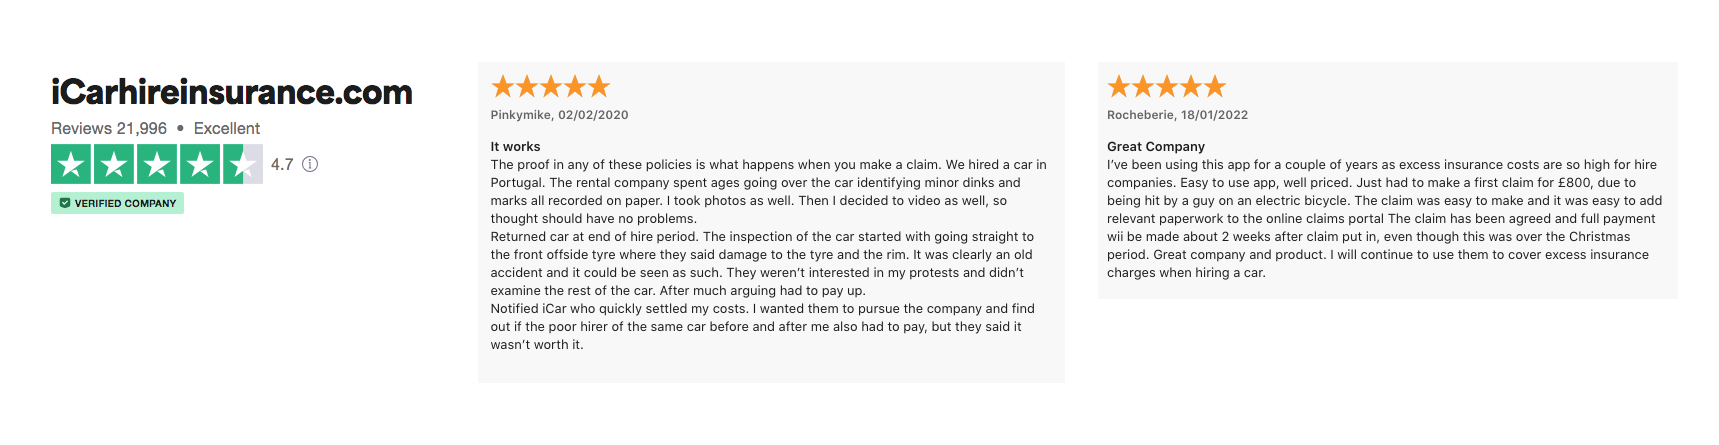 iCarhireinsurance.com
Reviews 21,996 • Excellent
4.7
VERIFIED COMPANY
Pinkymike, 02/02/2020
It works
The proof in any of these policies is what happens when you make a claim. We hired a car in
Portugal. The rental company spent ages going over the car identifying minor dinks and
marks all recorded on paper. I took photos as well. Then I decided to video as well, so
thought should have no problems.
Returned car at end of hire period. The inspection of the car started with going straight to
the front offside tyre where they said damage to the tyre and the rim. It was clearly an old
accident and it could be seen as such. They weren’t interested in my protests and didn’t
examine the rest of the car. After much arguing had to pay up.
Notified iCar who quickly settled my costs. I wanted them to pursue the company and find
out if the poor hirer of the same car before and after me also had to pay, but they said it
wasn’t worth it.
Rocheberie, 18/01/2022
Great Company
I’ve been using this app for a couple of years as excess insurance costs are so high for hire
companies. Easy to use app, well priced. Just had to make a first claim for £800, due to
being hit by a guy on an electric bicycle. The claim was easy to make and it was easy to add
relevant paperwork to the online claims portal The claim has been agreed and full payment
wii be made about 2 weeks after claim put in, even though this was over the Christmas
period. Great company and product. I will continue to use them to cover excess insurance
charges when hiring a car.